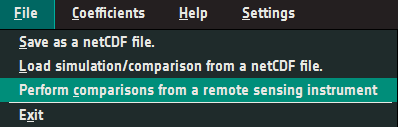 File Coefficients Help Settings
Save as a netCDF file.
Load simulation/comparison from a netCDF file.
Perform comparisons from a remote sensing instrument
Exit